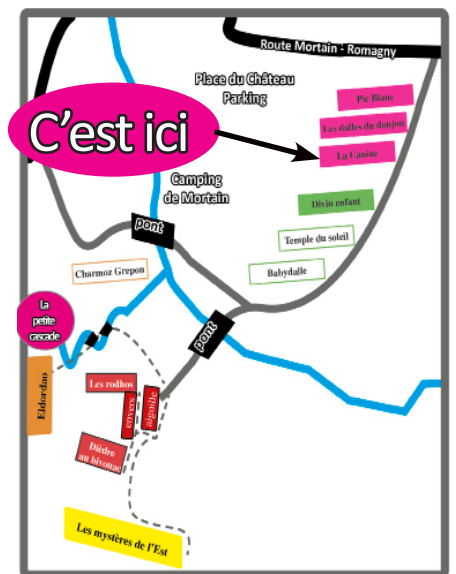 Route Mortain - Romagny
Place du Château
Parking
Pic Blanc
Les dalles du donjon
C'est ici
La Canine
Camping
de Mortain
Divin enfant
pont
Temple du soleil
Charmoz Grepon
Babydalle
La
petite
cascade
pont
Eldordao
Les rodhos
envers
aiguille
Dièdre
au bivouac
Les mystères de l'Est